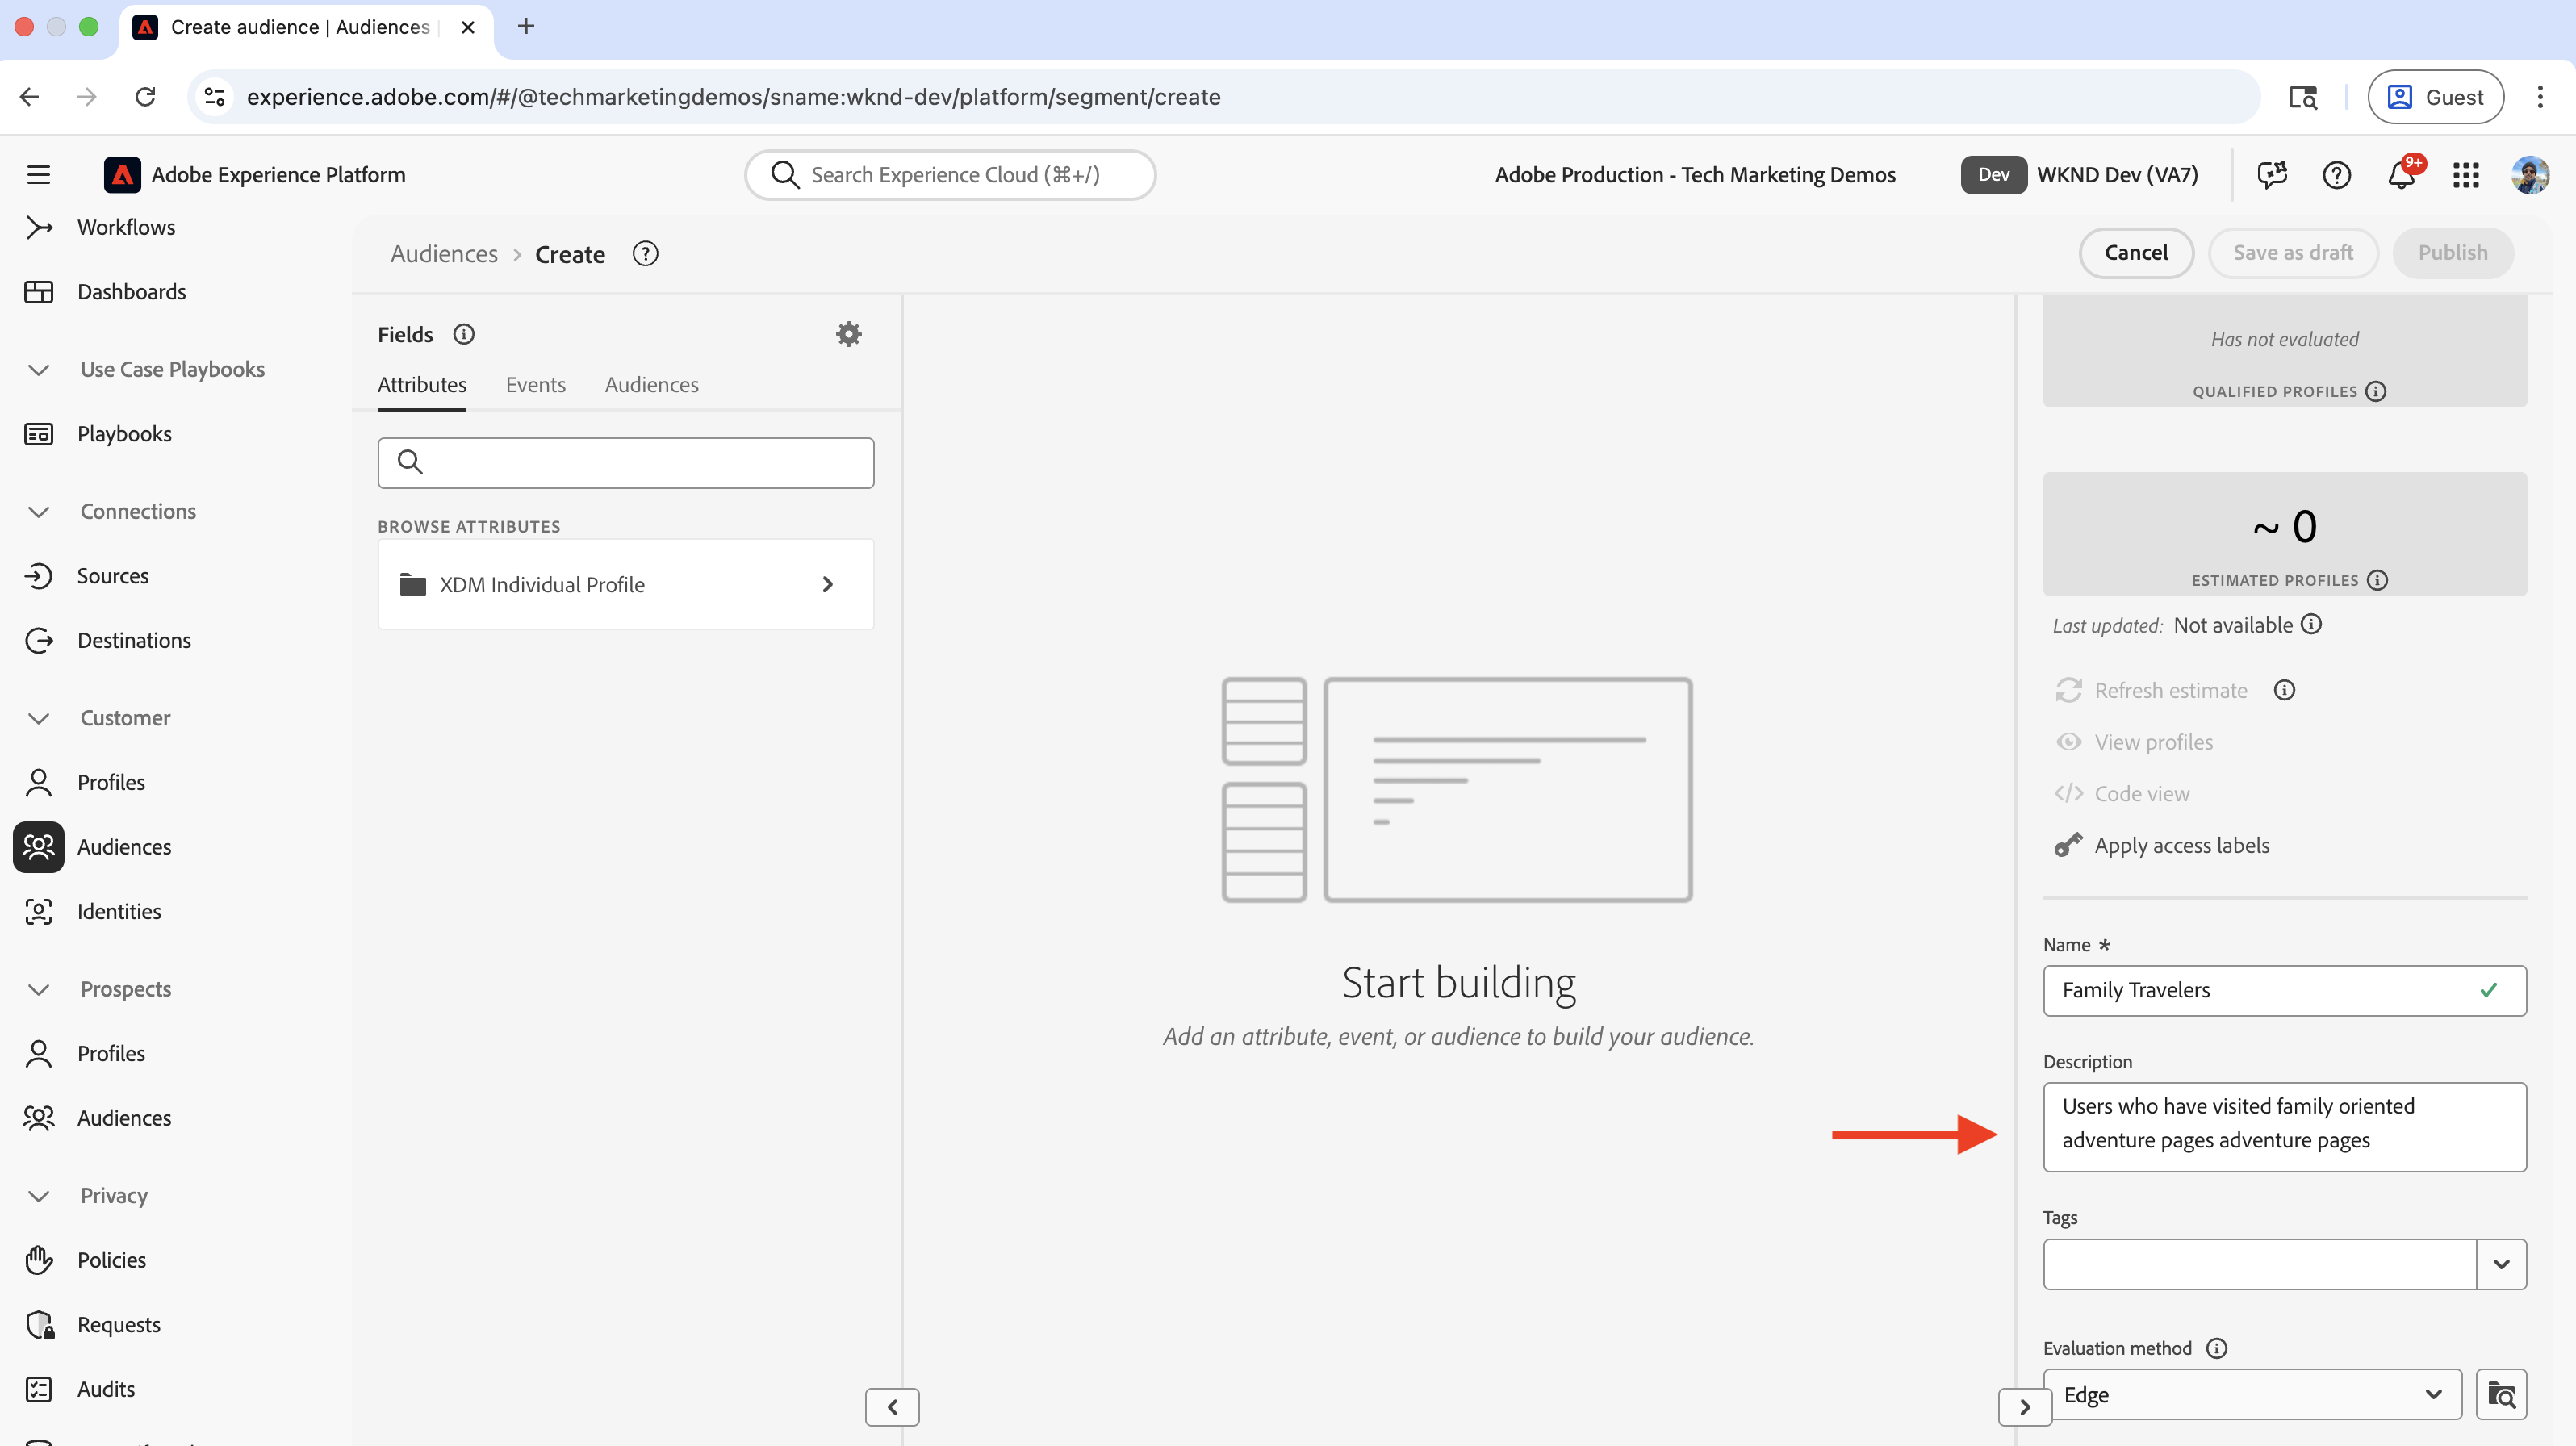 Create audience | Audiences
experience.adobe.com/#/@techmarketingdemos/sname:wknd-dev/platform/segment/create
Guest
Adobe Experience Platform
Search Experience Cloud (⌘+/)
Adobe Production - Tech Marketing Demos
Dev
WKND Dev (VA7)
9+
Workflows
Dashboards
Use Case Playbooks
Playbooks
Connections
Sources
Destinations
Customer
Profiles
Audiences
Identities
Prospects
Profiles
Audiences
Privacy
Policies
Requests
Audits
Audiences > Create
Cancel
Save as draft
Publish
Fields
Attributes Events Audiences
BROWSE ATTRIBUTES
XDM Individual Profile
Start building
Add an attribute, event, or audience to build your audience.
Has not evaluated
QUALIFIED PROFILES
~ 0
ESTIMATED PROFILES
Last updated: Not available
Refresh estimate
View profiles
Code view
Apply access labels
Name *
Family Travelers
Description
Users who have visited family oriented
adventure pages adventure pages
Tags
Evaluation method
Edge